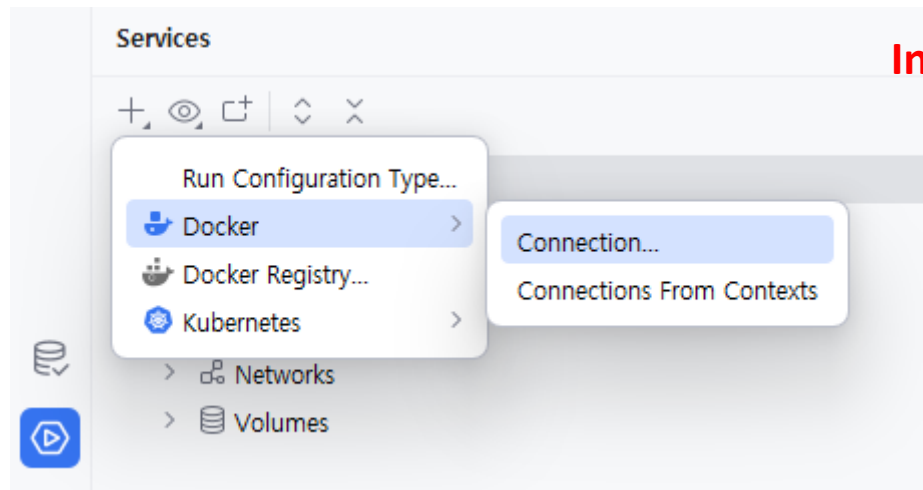 Services
In
Run Configuration Type...
Docker
Connection...
Docker Registry...
Connections From Contexts
Kubernetes
Networks
Volumes